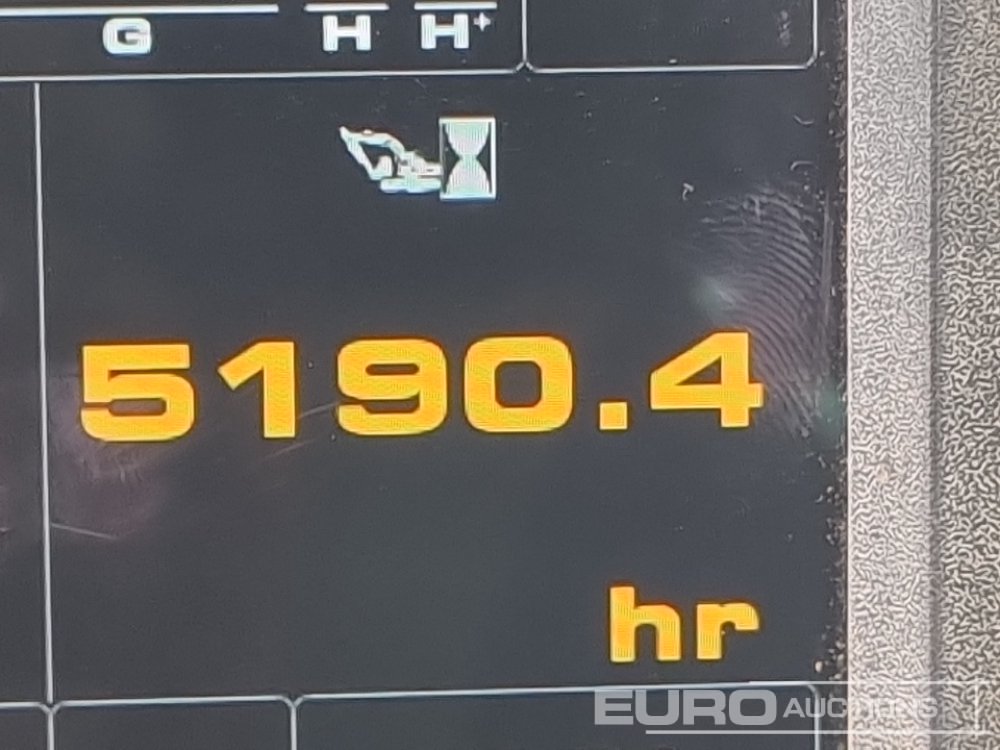 G H H+
5190.4
hr
EURO AUCTIONS